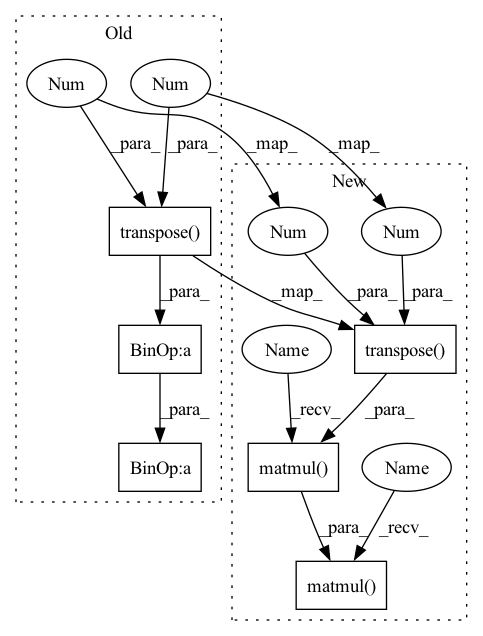 Old
Num
Num
_para_
_para_
_map_
_map_
New
transpose()
Num
Num
_para_
_map_
_para_
_para_
BinOp:a
Name
transpose()
_para_
_recv_
_para_
BinOp:a
matmul()
Name
_para_
_recv_
matmul()